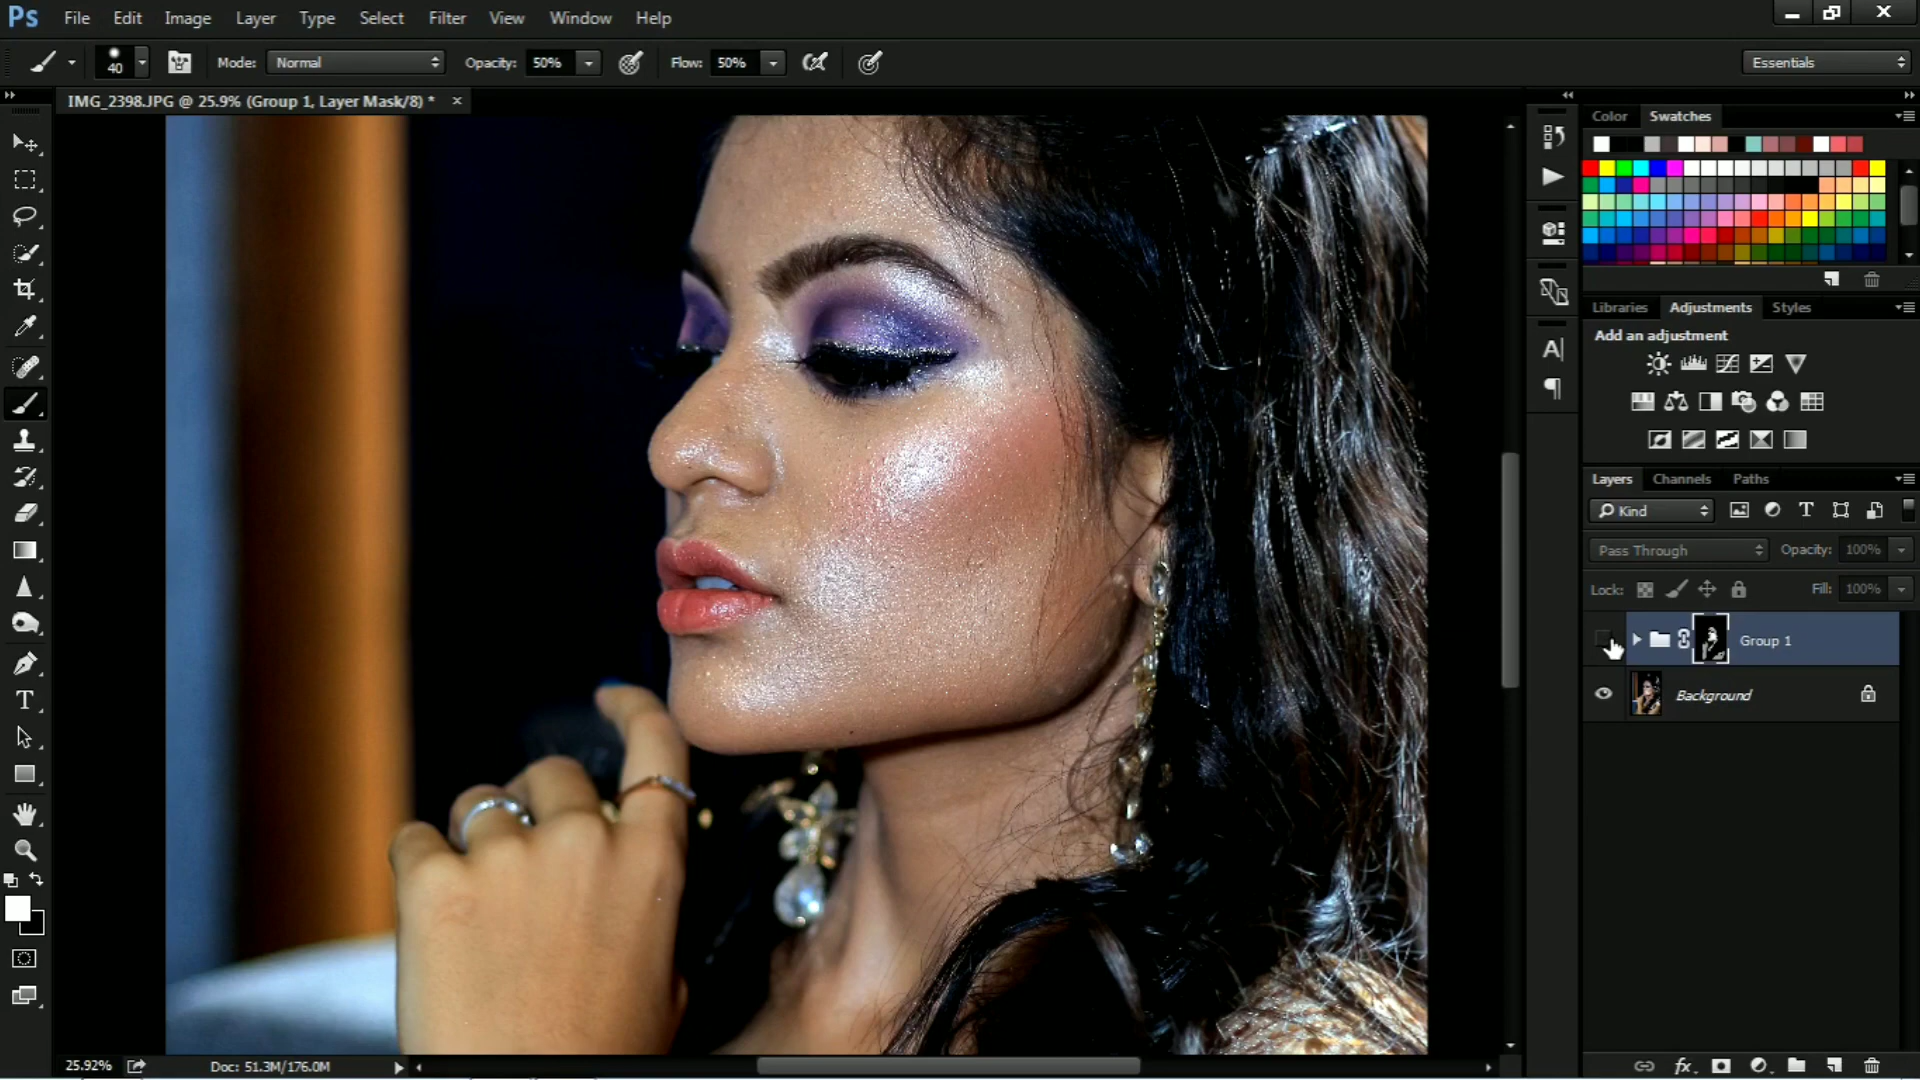 Ps File Edit Image Layer Type Select Filter View Window Help
40 Mode: Normal Opacity: 50% Flow: 50% Essentials
IMG_2398.JPG @ 25.9% (Group 1, Layer Mask/8) * ×
Color Swatches
Libraries Adjustments Styles
Add an adjustment
Layers Channels Paths
Kind
Pass Through Opacity: 100%
Lock: Fill: 100%
Group 1
Background
25.92% Doc: 51.3M/176.0M